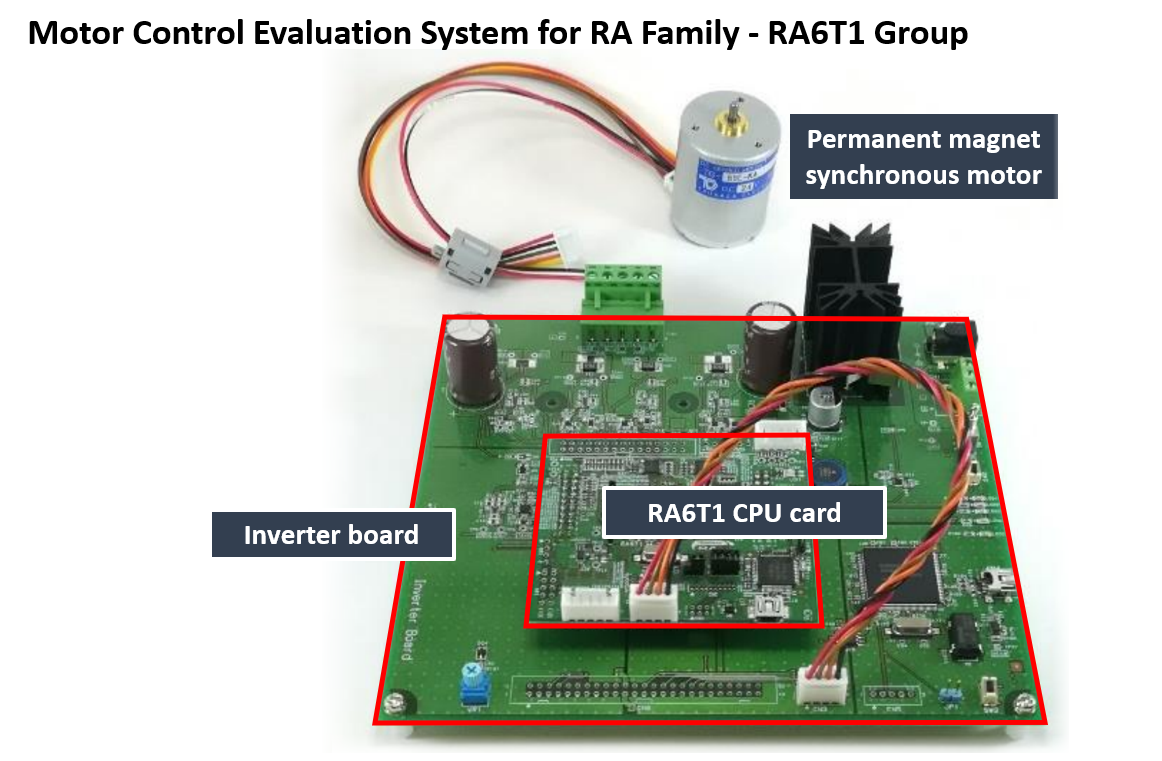 Motor Control Evaluation System for RA Family - RA6T1 Group
Permanent magnet
synchronous motor
RA6T1 CPU card
Inverter board
Inverter Board